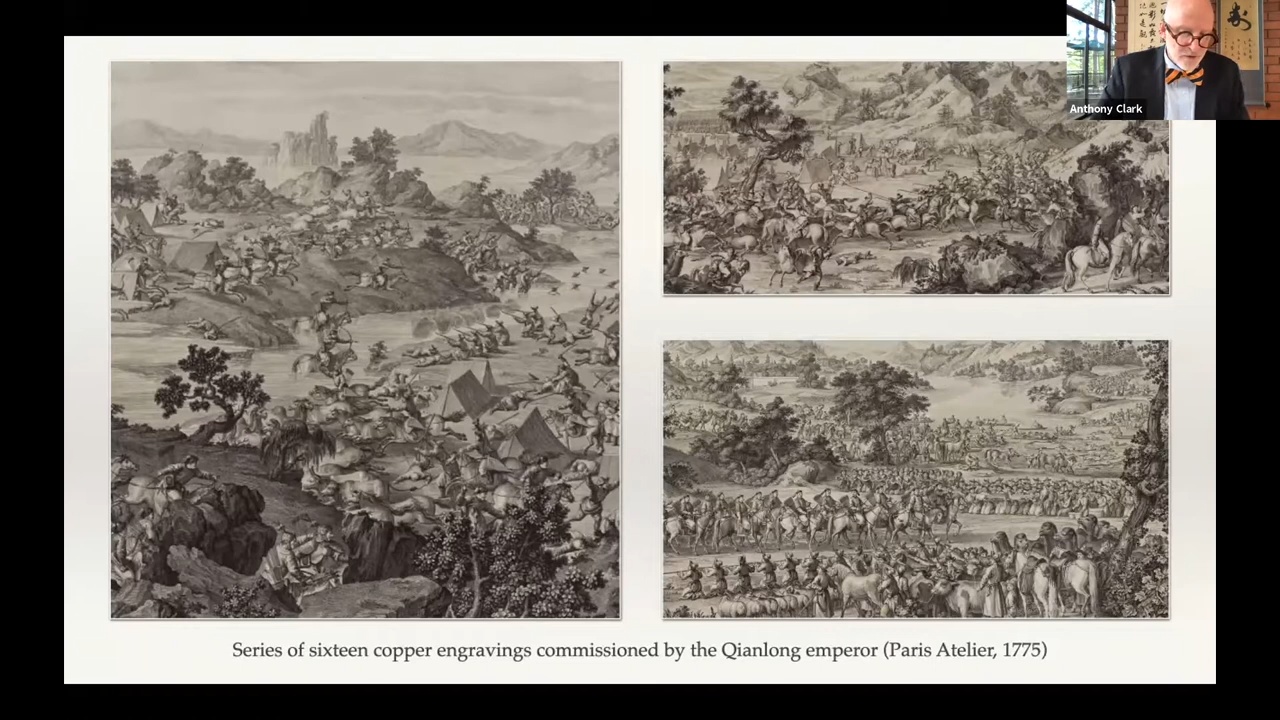 Anthony Clark
Series of sixteen copper engravings commissioned by the Qianlong emperor (Paris Atelier, 1775)